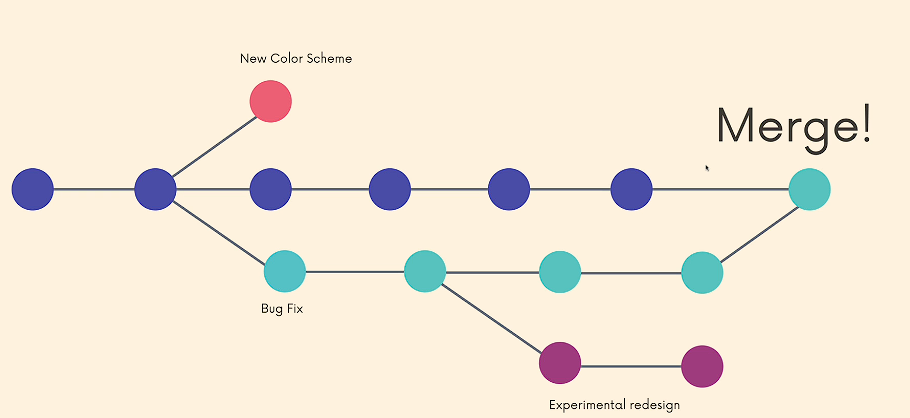 New Color Scheme
Merge!
Bug Fix
Experimental redesign